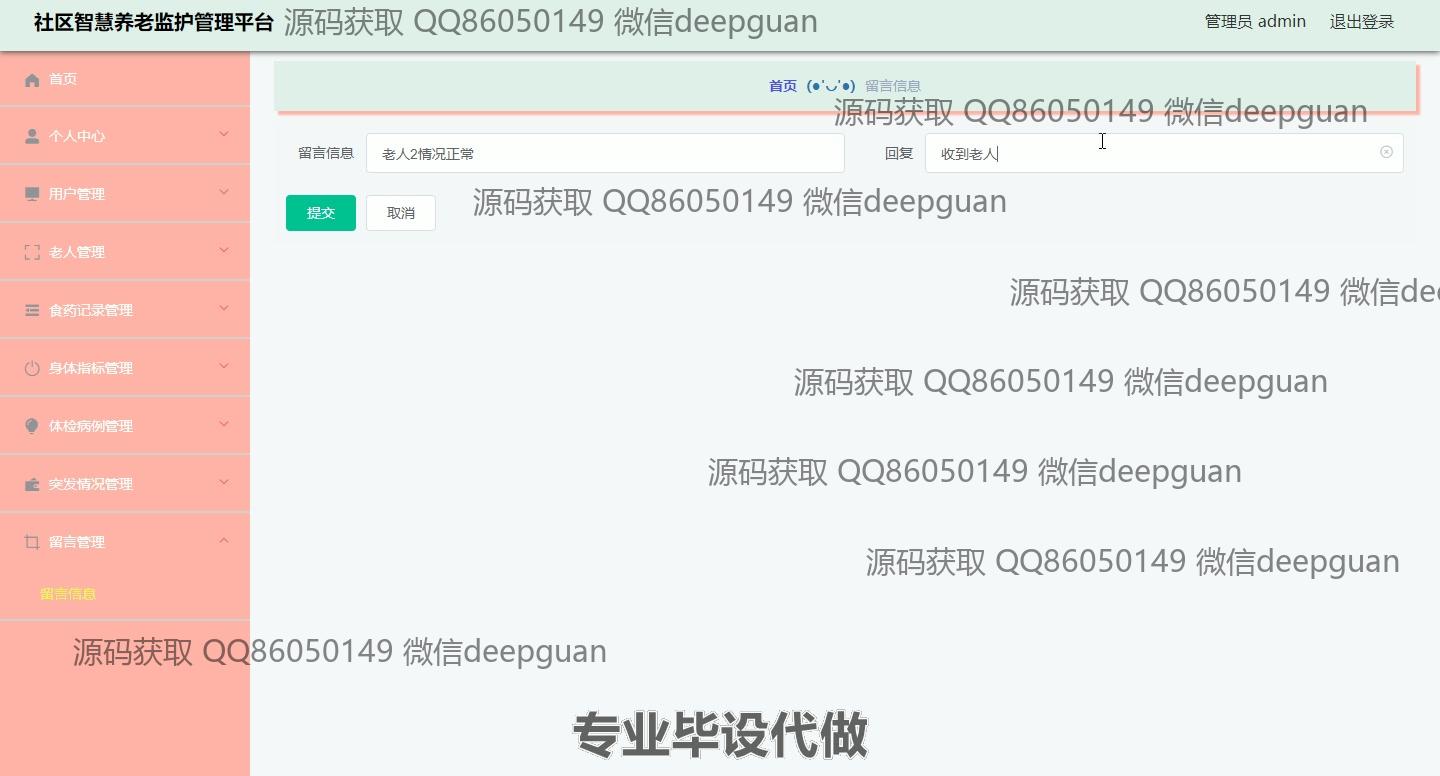 社区智慧养老监护管理平台
源码获取 QQ86050149 微信deepguan
管理员 admin
退出登录
首页
首页 (●'◡'●) 留言信息
源码获取 QQ86050149 微信deepguan
个人中心
留言信息
老人2情况正常
回复
收到老人
用户管理
提交
取消
源码获取 QQ86050149 微信deepguan
老人管理
源码获取 QQ86050149 微信dee
食药记录管理
身体指标管理
源码获取 QQ86050149 微信deepguan
体检病例管理
源码获取 QQ86050149 微信deepguan
突发情况管理
留言管理
源码获取 QQ86050149 微信deepguan
留言信息
源码获取 QQ86050149 微信deepguan
专业毕设代做